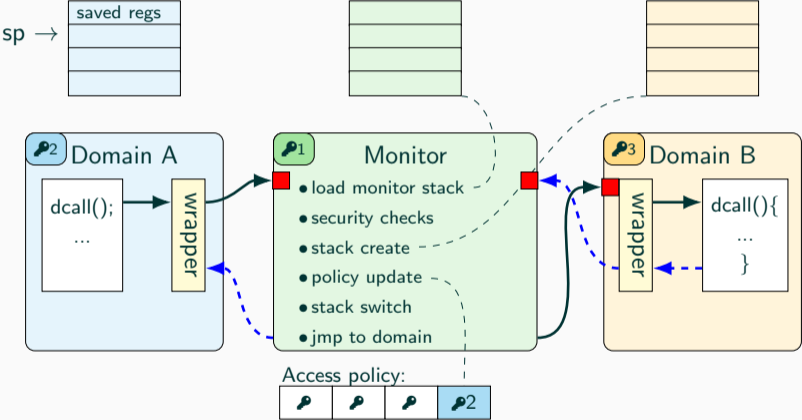 saved regs
sp →
2 Domain A
1 Monitor
3 Domain B
dcall();
...
wrapper
• load monitor stack
• security checks
• stack create
• policy update
• stack switch
• jmp to domain
wrapper
dcall(){
...
}
Access policy:
2